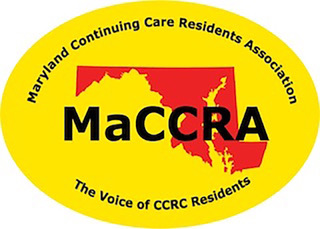 Maryland Continuing Care Residents Association
MaCCRA
The Voice of CCRC Residents